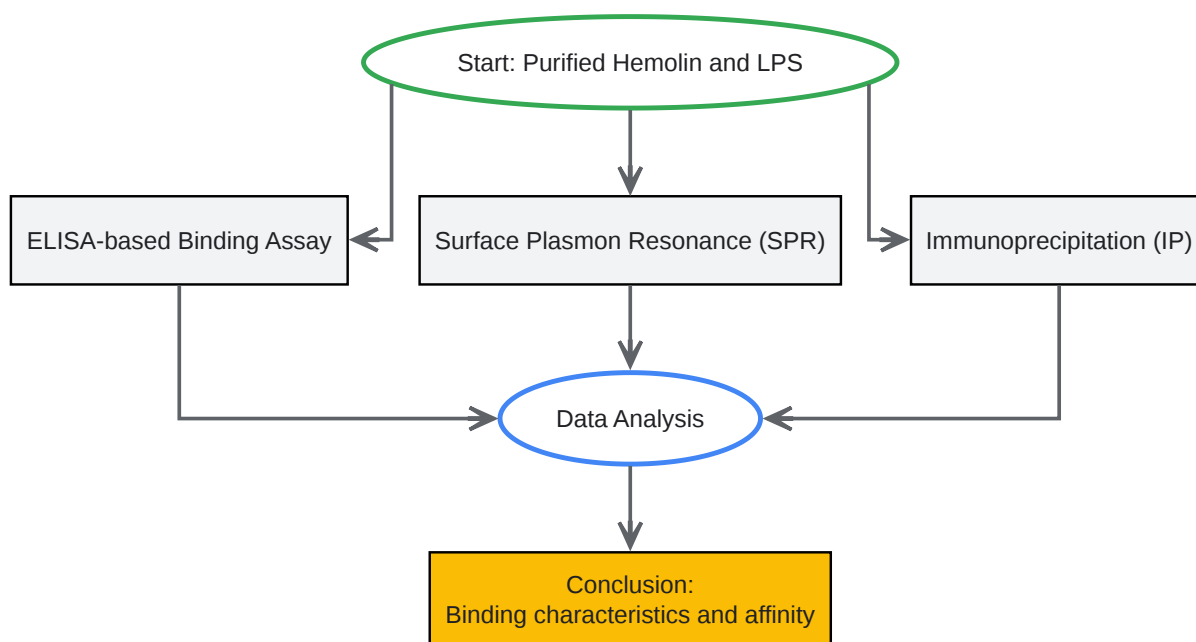 Start: Purified Hemolin and LPS
ELISA-based Binding Assay
Surface Plasmon Resonance (SPR)
Immunoprecipitation (IP)
Data Analysis
Conclusion:
Binding characteristics and affinity